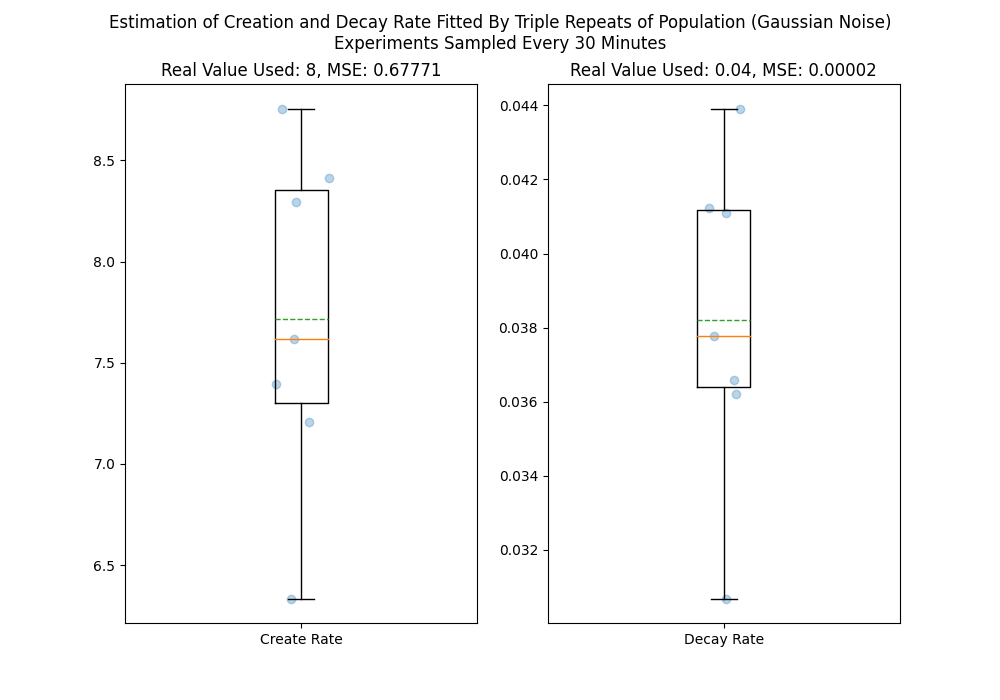 Estimation of Creation and Decay Rate Fitted By Triple Repeats of Population (Gaussian Noise)
Experiments Sampled Every 30 Minutes
Real Value Used: 8, MSE: 0.67771
8.5
8.0
7.5
7.0
6.5
Create Rate
Real Value Used: 0.04, MSE: 0.00002
0.044
0.042
0.040
0.038
0.036
0.034
0.032
Decay Rate